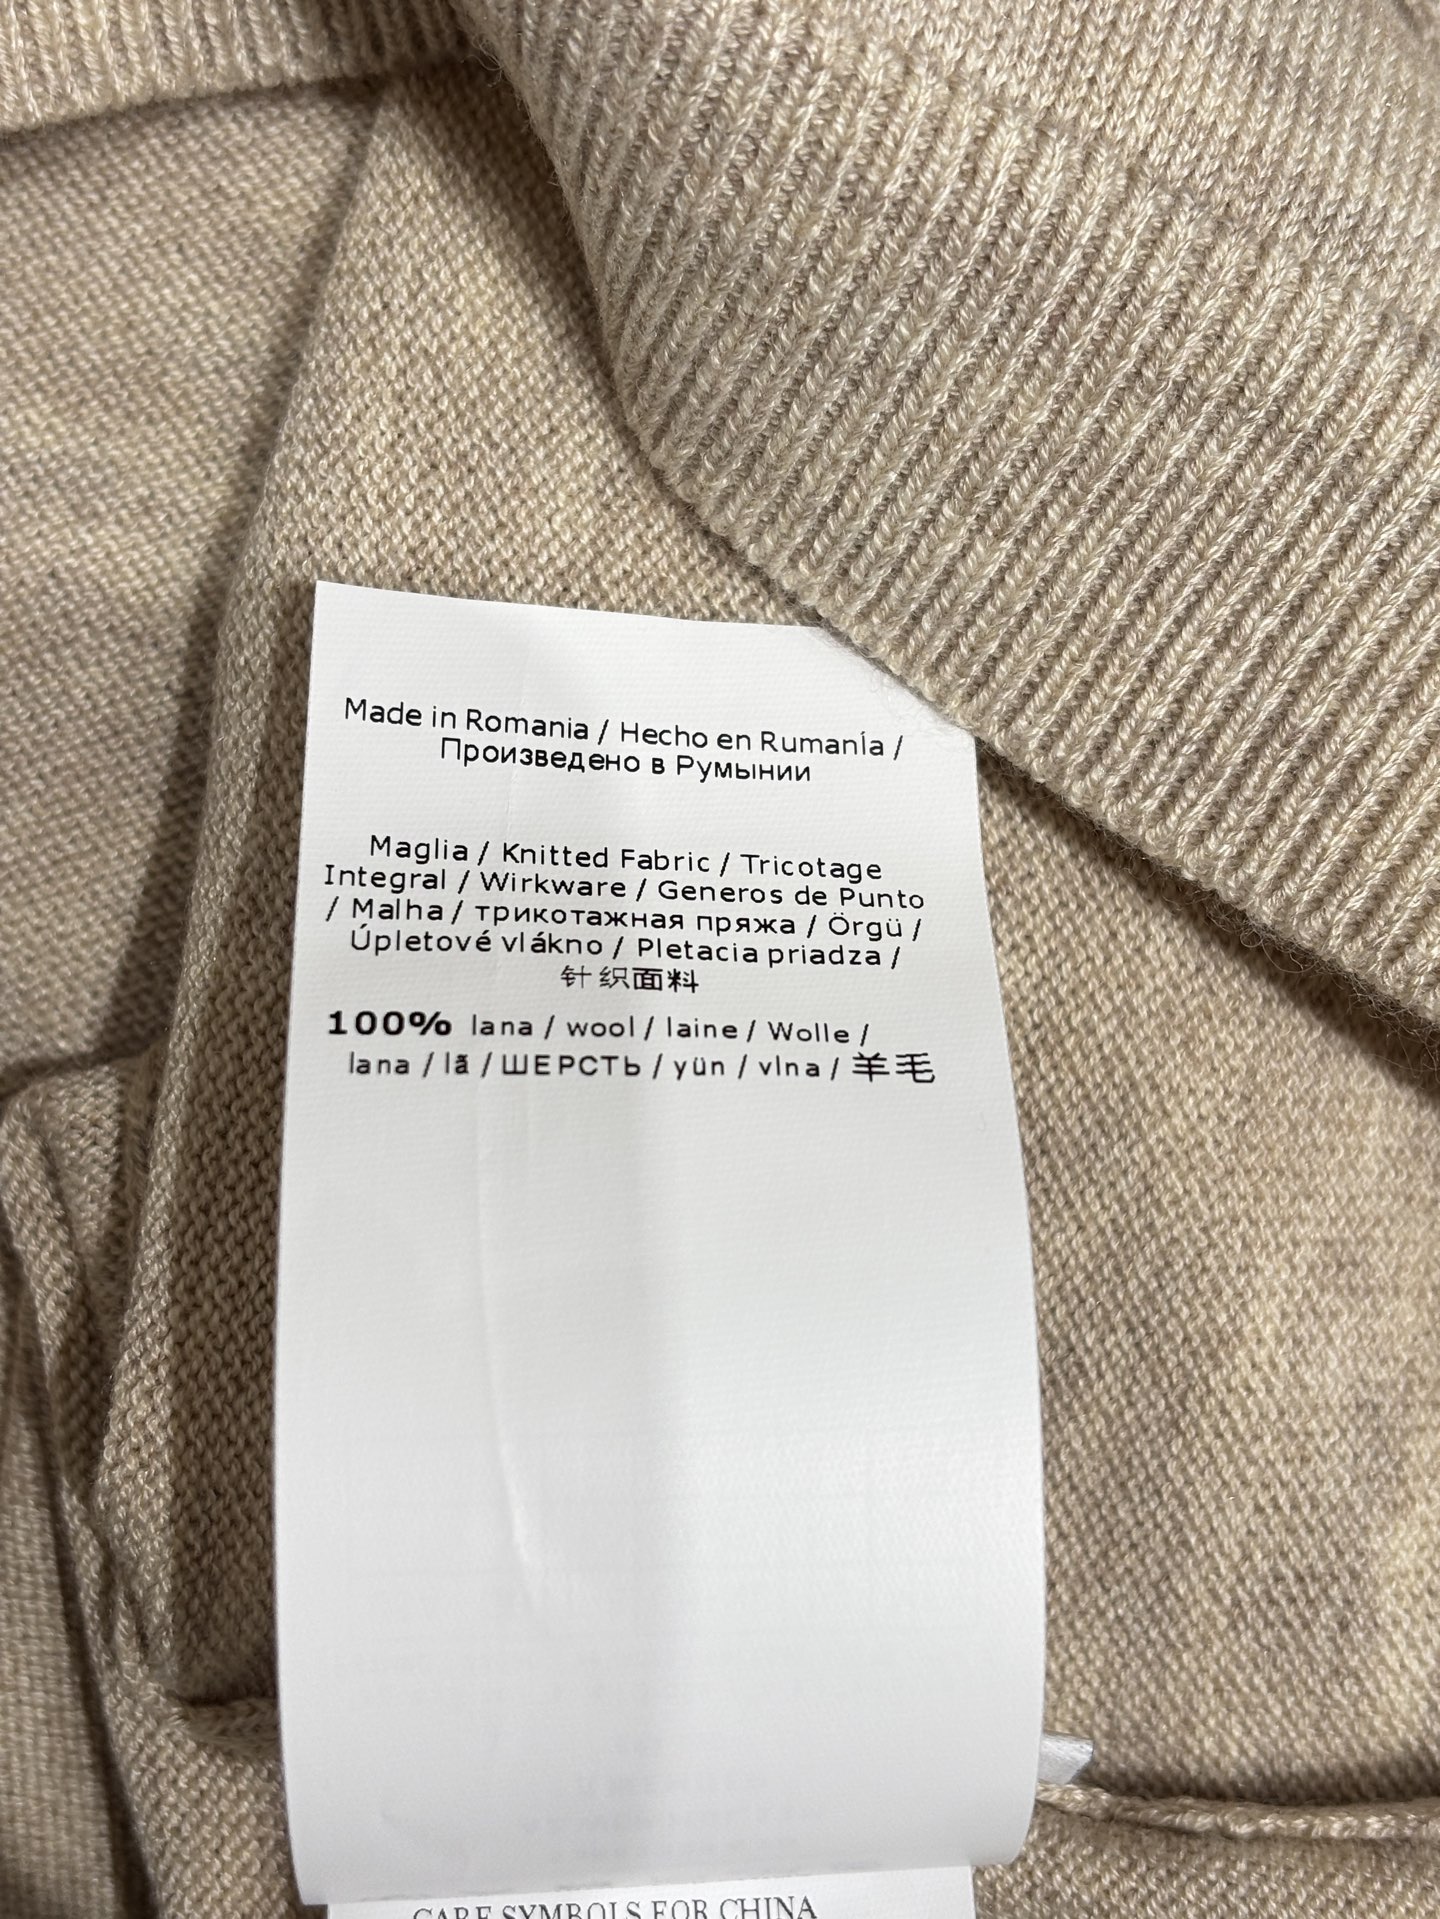 Made in Romania / Hecho en Rumanía /
Произведено в Румынии
Maglia / Knitted Fabric / Tricotage
Integral / Wirkware / Generos de Punto
/ Malha / трикотажная пряжа / Örgü /
Úpletové vlákno / Pletacia priadza /
针织面料
100% lana / wool / laine / Wolle /
lana / lã / ШЕРСТЬ / yün / vlna / 羊毛
CARE SYMBOLS FOR CHINA